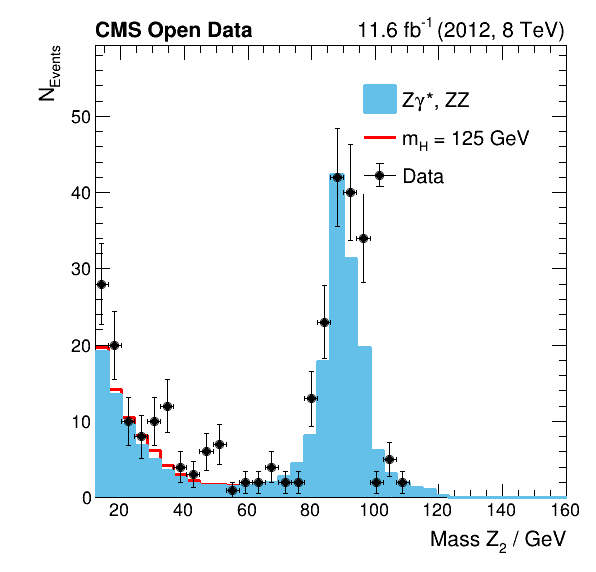 CMS Open Data 11.6 fb⁻¹ (2012, 8 TeV)
N_Events
Zγ*, ZZ
m_H = 125 GeV
Data
50
40
30
20
10
0
20 40 60 80 100 120 140 160
Mass Z₂ / GeV